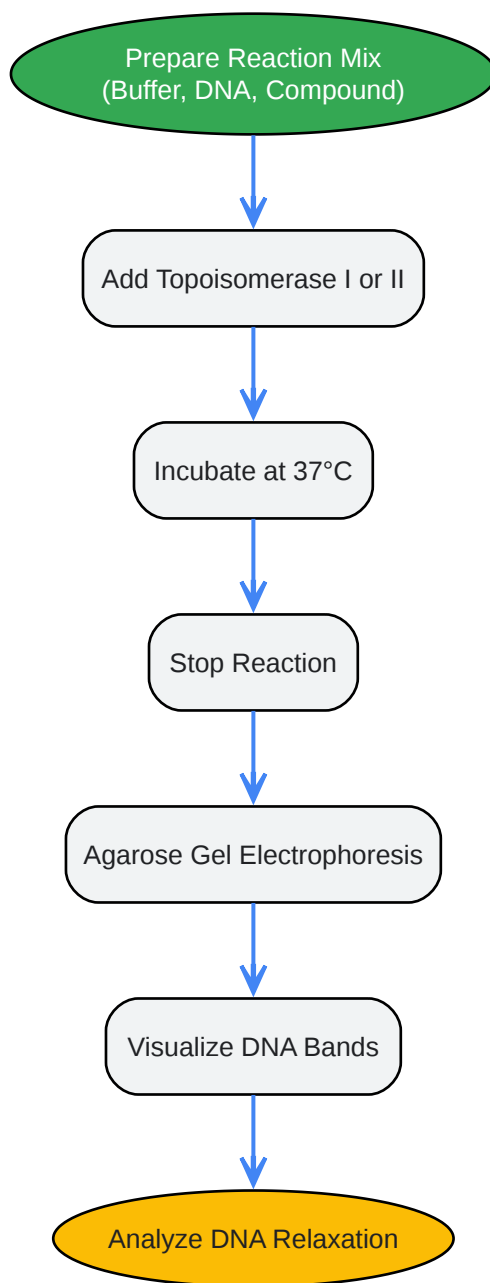 Prepare Reaction Mix
(Buffer, DNA, Compound)
Add Topoisomerase I or II
Incubate at 37°C
Stop Reaction
Agarose Gel Electrophoresis
Visualize DNA Bands
Analyze DNA Relaxation